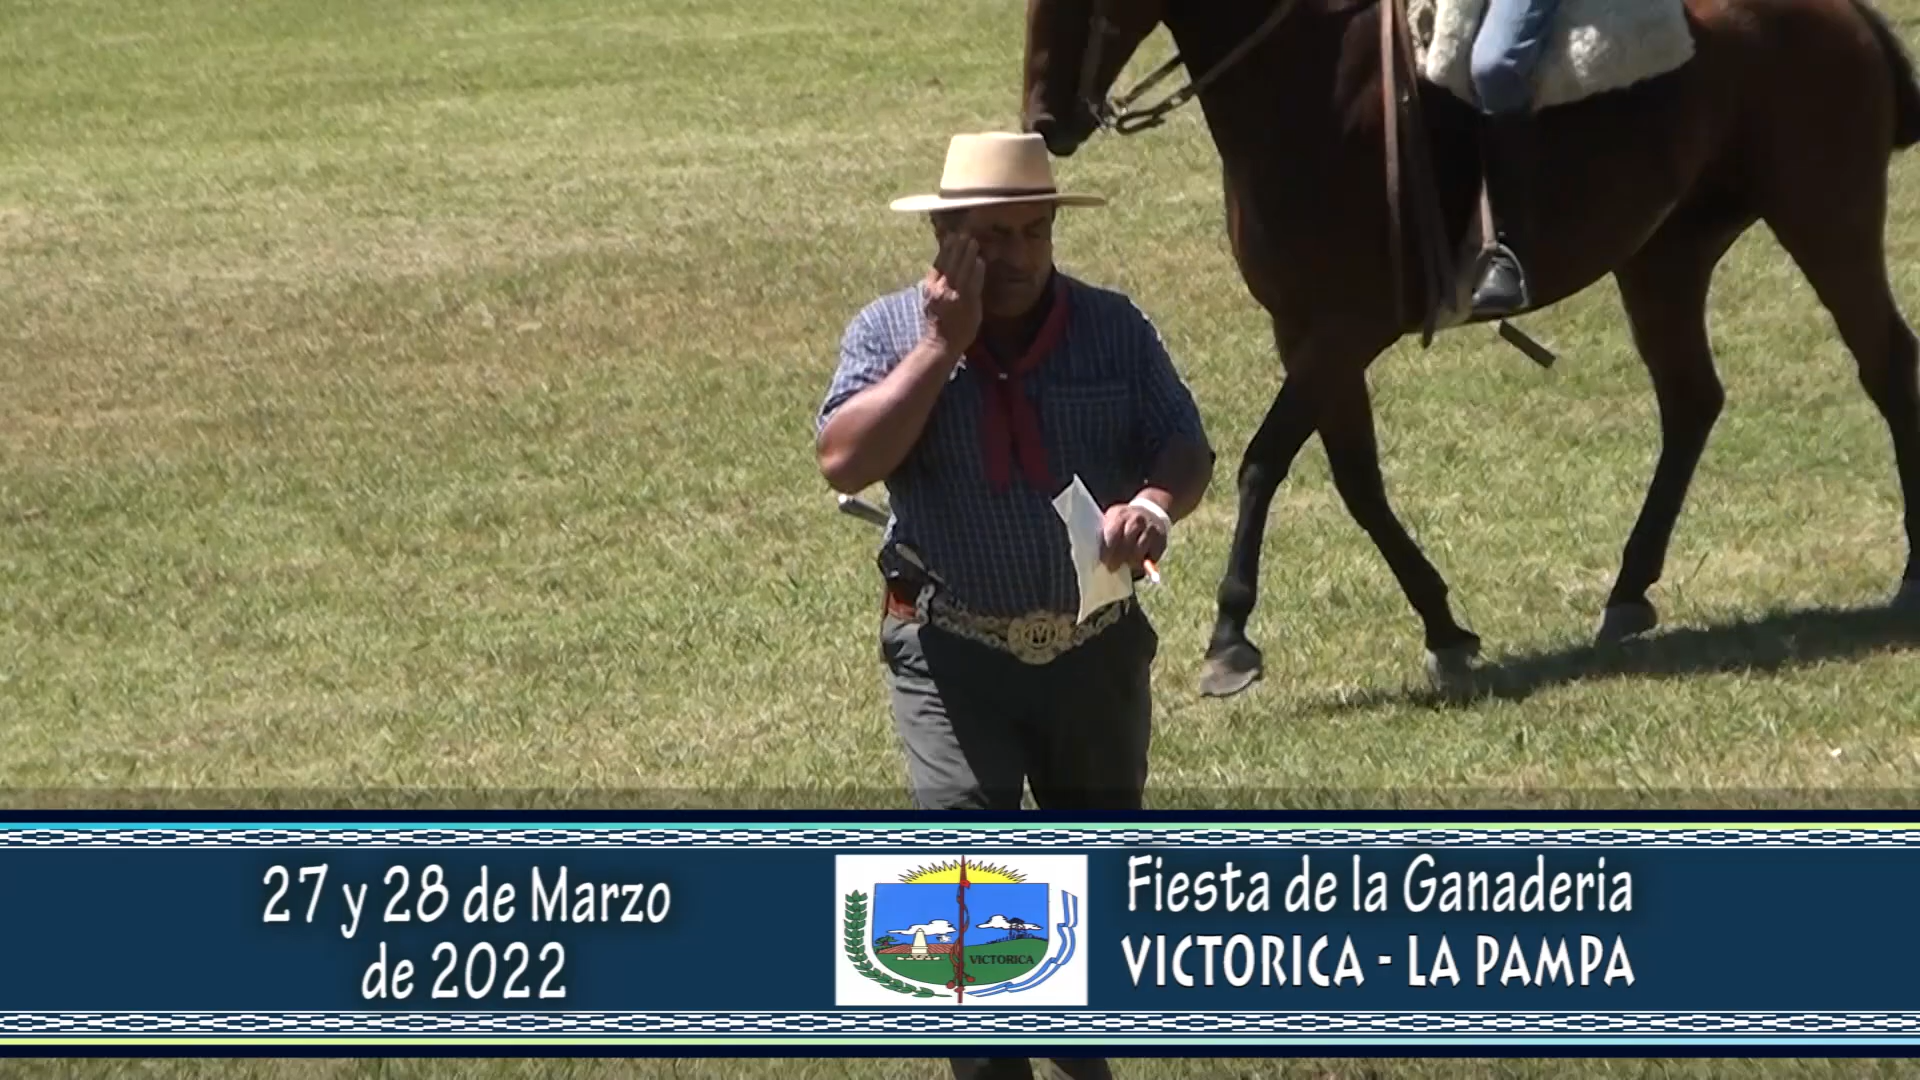 27 y 28 de Marzo
de 2022
VICTORICA
Fiesta de la Ganaderia
VICTORICA - LA PAMPA